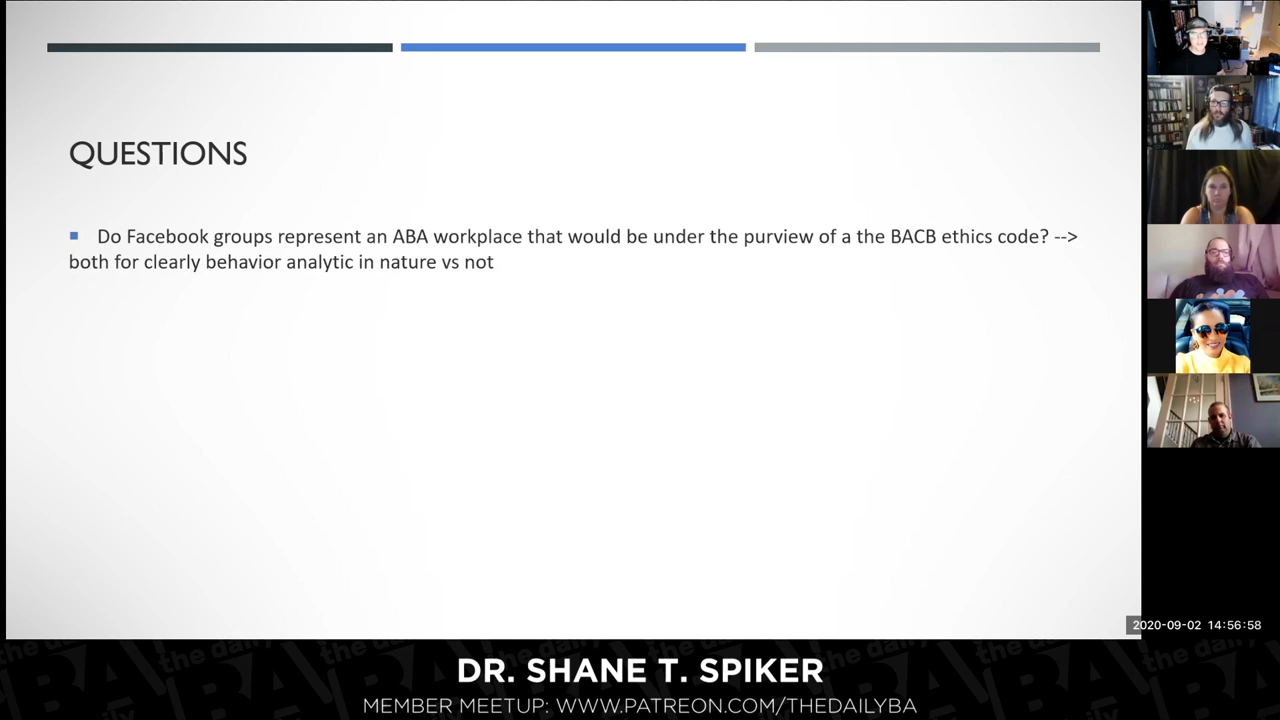 QUESTIONS
Do Facebook groups represent an ABA workplace that would be under the purview of a the BACB ethics code? -->
both for clearly behavior analytic in nature vs not
2020-09-02 14:56:58
DR. SHANE T. SPIKER
MEMBER MEETUP: WWW.PATREON.COM/THEDAILYBA